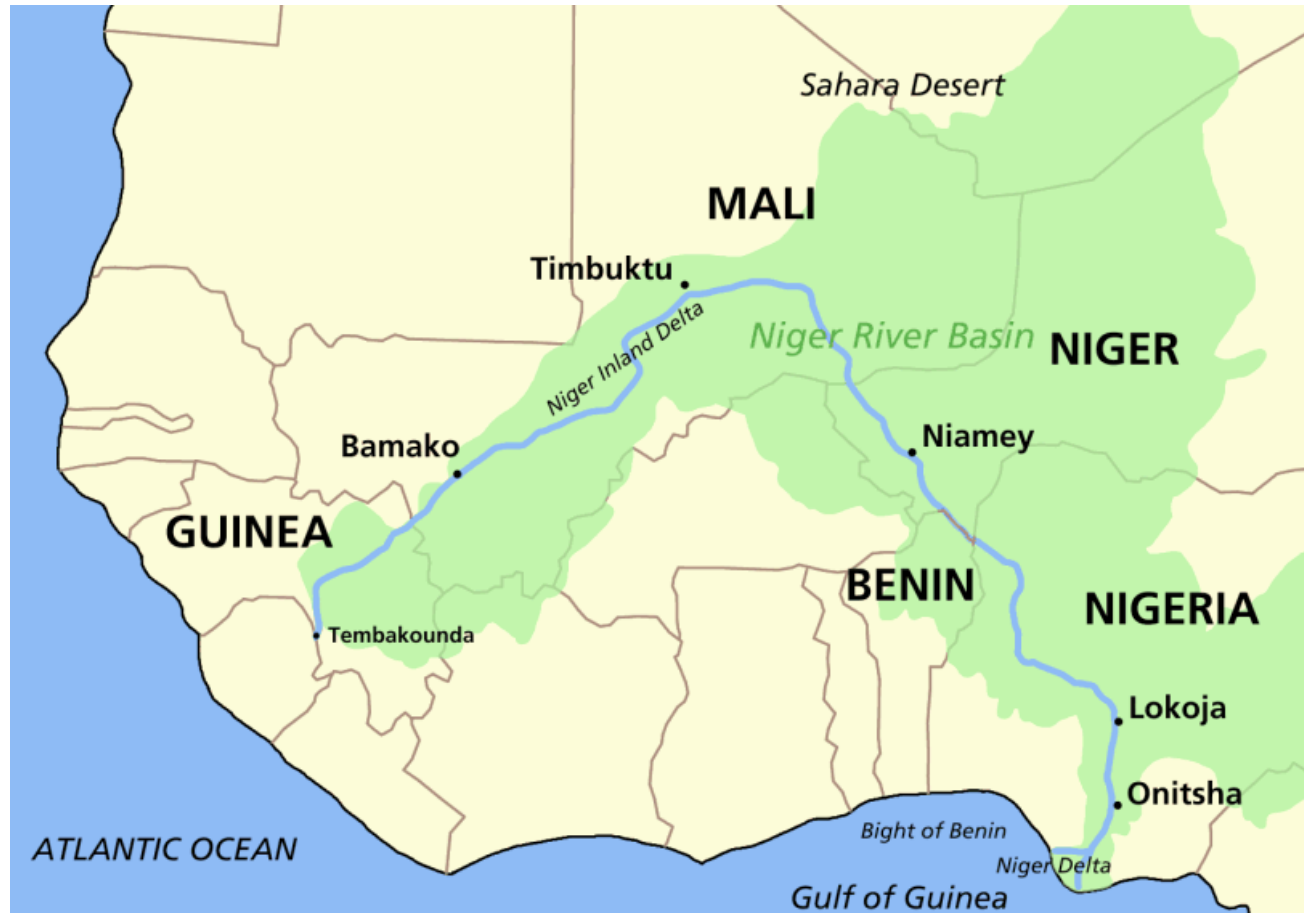 Sahara Desert
MALI
Timbuktu
Niger Inland Delta
Niger River Basin
NIGER
Bamako
Niamey
GUINEA
BENIN
NIGERIA
Tembakounda
Lokoja
Onitsha
Bight of Benin
ATLANTIC OCEAN
Niger Delta
Gulf of Guinea